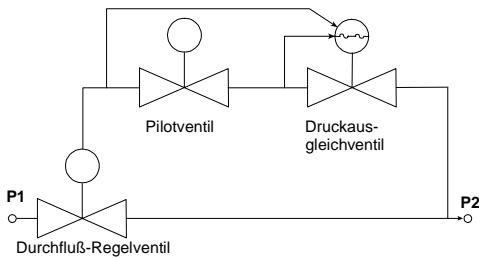 Pilotventil
Druckaus-
gleichventil
P1
P2
Durchfluß-Regelventil